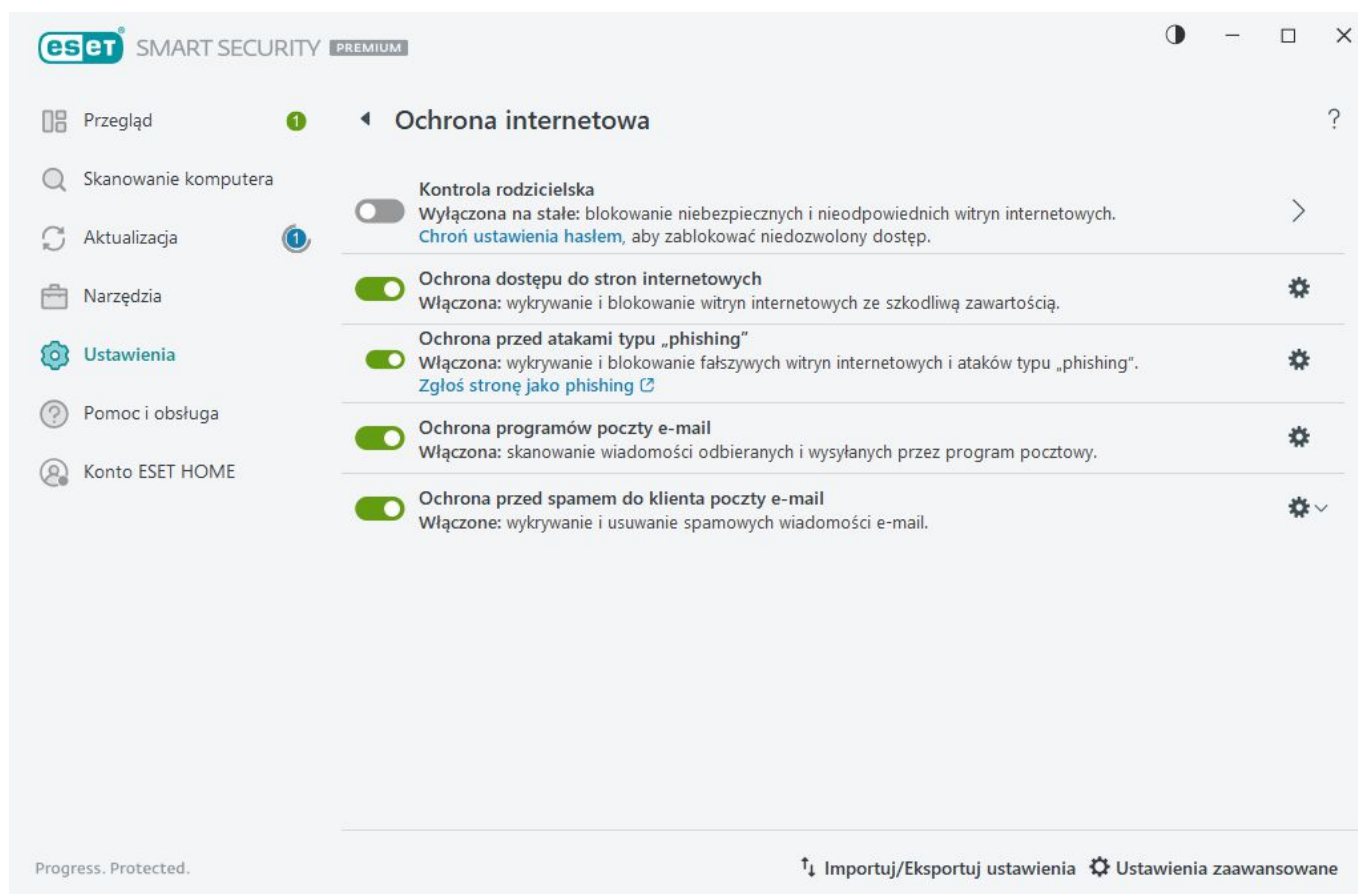 eset® SMART SECURITY PREMIUM
Przegląd 1
Skanowanie komputera
Aktualizacja 1
Narzędzia
Ustawienia
Pomoc i obsługa
Konto ESET HOME
Ochrona internetowa ?
Kontrola rodzicielska
Wyłączona na stałe: blokowanie niebezpiecznych i nieodpowiednich witryn internetowych.
Chroń ustawienia hasłem, aby zablokować niedozwolony dostęp.
Ochrona dostępu do stron internetowych
Włączona: wykrywanie i blokowanie witryn internetowych ze szkodliwą zawartością.
Ochrona przed atakami typu „phishing”
Włączona: wykrywanie i blokowanie fałszywych witryn internetowych i ataków typu „phishing”.
Zgłoś stronę jako phishing
Ochrona programów poczty e-mail
Włączona: skanowanie wiadomości odbieranych i wysyłanych przez program pocztowy.
Ochrona przed spamem do klienta poczty e-mail
Włączone: wykrywanie i usuwanie spamowych wiadomości e-mail.
Progress. Protected.
Importuj/Eksportuj ustawienia Ustawienia zaawansowane